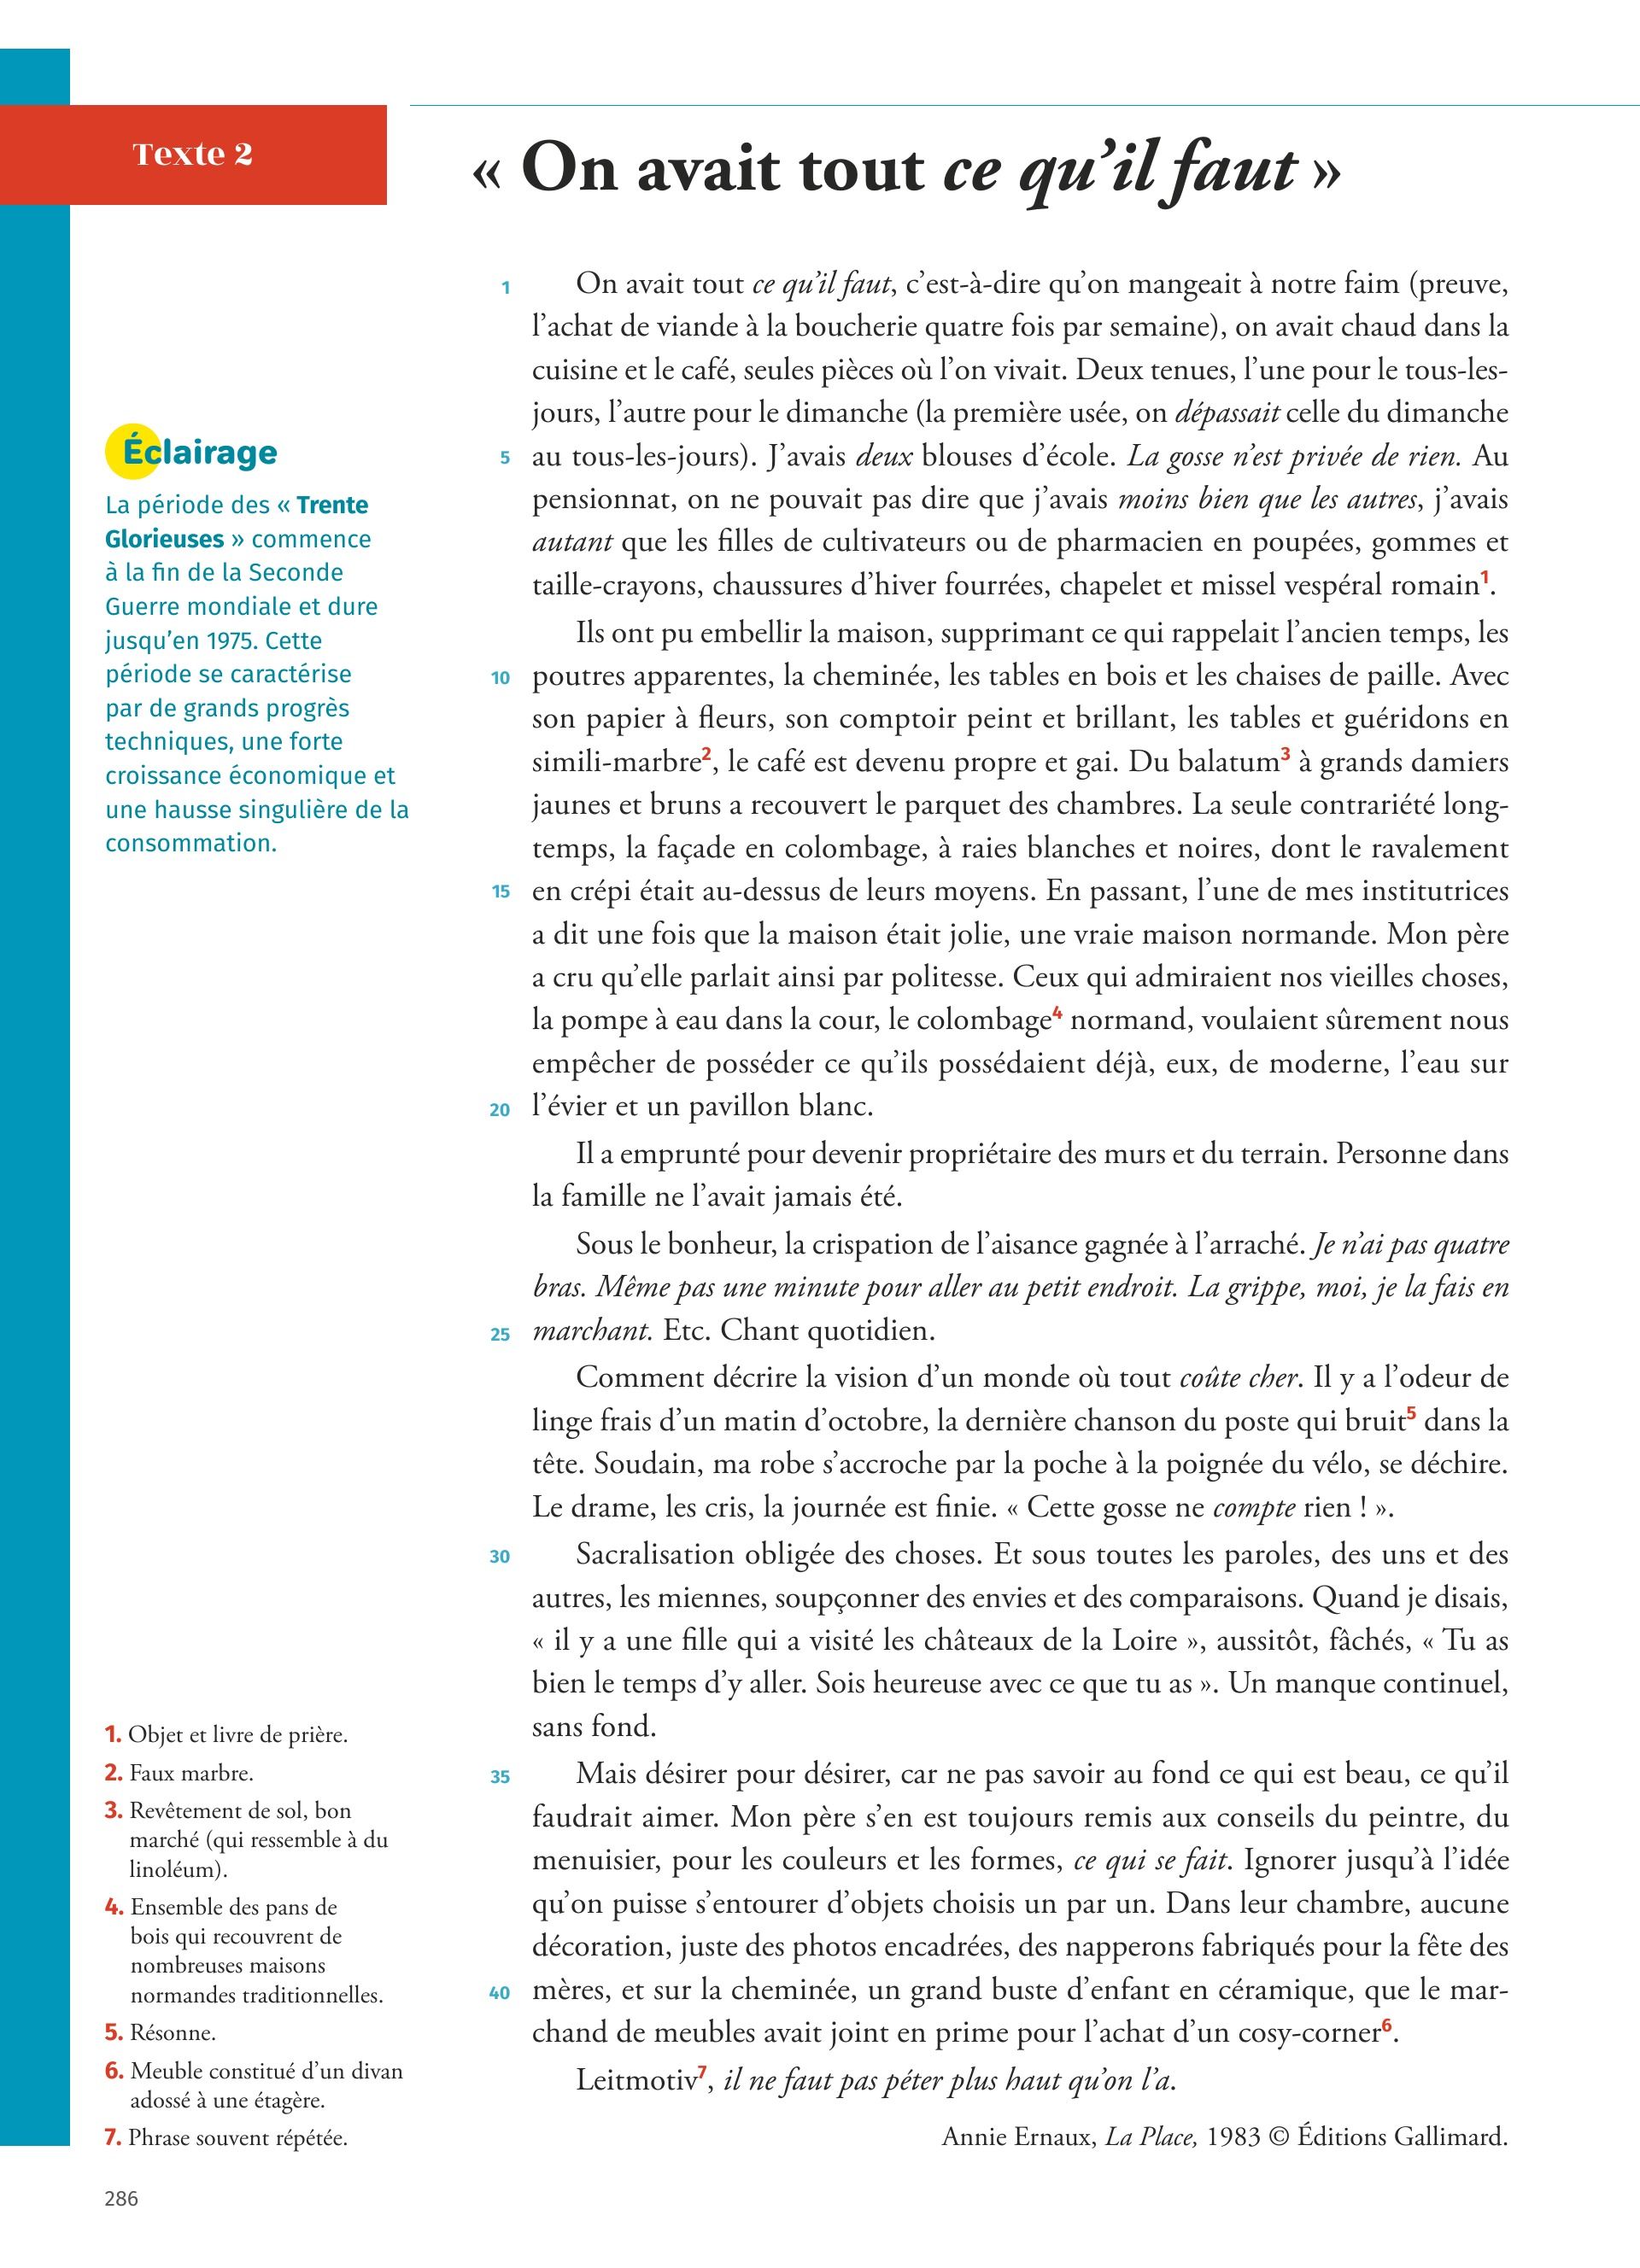 Texte 2
« On avait tout ce qu’il faut »
Éclairage
La période des « Trente
Glorieuses » commence
à la fin de la Seconde
Guerre mondiale et dure
jusqu’en 1975. Cette
période se caractérise
par de grands progrès
techniques, une forte
croissance économique et
une hausse singulière de la
consommation.
1 On avait tout ce qu’il faut, c’est-à-dire qu’on mangeait à notre faim (preuve,
l’achat de viande à la boucherie quatre fois par semaine), on avait chaud dans la
cuisine et le café, seules pièces où l’on vivait. Deux tenues, l’une pour le tous-les-
jours, l’autre pour le dimanche (la première usée, on dépassait celle du dimanche
5 au tous-les-jours). J’avais deux blouses d’école. La gosse n’est privée de rien. Au
pensionnat, on ne pouvait pas dire que j’avais moins bien que les autres, j’avais
autant que les filles de cultivateurs ou de pharmacien en poupées, gommes et
taille-crayons, chaussures d’hiver fourrées, chapelet et missel vespéral romain1.
Ils ont pu embellir la maison, supprimant ce qui rappelait l’ancien temps, les
10 poutres apparentes, la cheminée, les tables en bois et les chaises de paille. Avec
son papier à fleurs, son comptoir peint et brillant, les tables et guéridons en
simili-marbre2, le café est devenu propre et gai. Du balatum3 à grands damiers
jaunes et bruns a recouvert le parquet des chambres. La seule contrariété long-
temps, la façade en colombage, à raies blanches et noires, dont le ravalement
15 en crépi était au-dessus de leurs moyens. En passant, l’une de mes institutrices
a dit une fois que la maison était jolie, une vraie maison normande. Mon père
a cru qu’elle parlait ainsi par politesse. Ceux qui admiraient nos vieilles choses,
la pompe à eau dans la cour, le colombage4 normand, voulaient sûrement nous
empêcher de posséder ce qu’ils possédaient déjà, eux, de moderne, l’eau sur
20 l’évier et un pavillon blanc.
Il a emprunté pour devenir propriétaire des murs et du terrain. Personne dans
la famille ne l’avait jamais été.
Sous le bonheur, la crispation de l’aisance gagnée à l’arraché. Je n’ai pas quatre
bras. Même pas une minute pour aller au petit endroit. La grippe, moi, je la fais en
25 marchant. Etc. Chant quotidien.
Comment décrire la vision d’un monde où tout coûte cher. Il y a l’odeur de
linge frais d’un matin d’octobre, la dernière chanson du poste qui bruit5 dans la
tête. Soudain, ma robe s’accroche par la poche à la poignée du vélo, se déchire.
Le drame, les cris, la journée est finie. « Cette gosse ne compte rien ! ».
30 Sacralisation obligée des choses. Et sous toutes les paroles, des uns et des
autres, les miennes, soupçonner des envies et des comparaisons. Quand je disais,
« il y a une fille qui a visité les châteaux de la Loire », aussitôt, fâchés, « Tu as
bien le temps d’y aller. Sois heureuse avec ce que tu as ». Un manque continuel,
sans fond.
35 Mais désirer pour désirer, car ne pas savoir au fond ce qui est beau, ce qu’il
faudrait aimer. Mon père s’en est toujours remis aux conseils du peintre, du
menuisier, pour les couleurs et les formes, ce qui se fait. Ignorer jusqu’à l’idée
qu’on puisse s’entourer d’objets choisis un par un. Dans leur chambre, aucune
décoration, juste des photos encadrées, des napperons fabriqués pour la fête des
40 mères, et sur la cheminée, un grand buste d’enfant en céramique, que le mar-
chand de meubles avait joint en prime pour l’achat d’un cosy-corner6.
Leitmotiv7, il ne faut pas péter plus haut qu’on l’a.
Annie Ernaux, La Place, 1983 © Éditions Gallimard.
1. Objet et livre de prière.
2. Faux marbre.
3. Revêtement de sol, bon
marché (qui ressemble à du
linoléum).
4. Ensemble des pans de
bois qui recouvrent de
nombreuses maisons
normandes traditionnelles.
5. Résonne.
6. Meuble constitué d’un divan
adossé à une étagère.
7. Phrase souvent répétée.
286